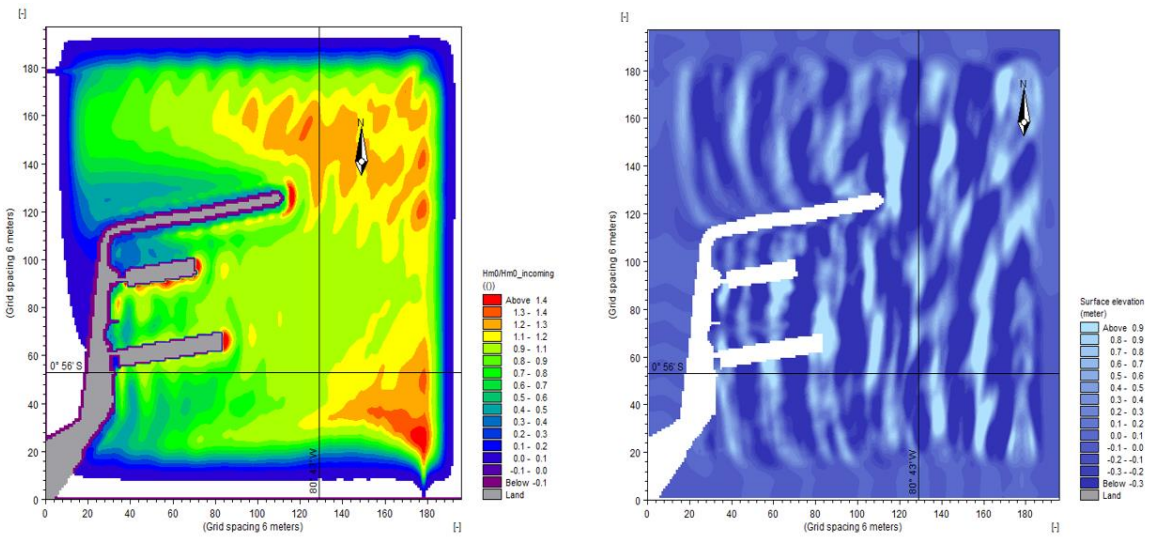 [-]
180
160
140
120
100
80
60
40
20
0
(Grid spacing 6 meters)
0° 56' S
N
0 20 40 60 80 100 120 140 160 180
(Grid spacing 6 meters)
[-]
Hm0/Hm0_incoming
(())
Above 1.4
1.3 - 1.4
1.2 - 1.3
1.1 - 1.2
0.9 - 1.1
0.8 - 0.9
0.7 - 0.8
0.6 - 0.7
0.5 - 0.6
0.4 - 0.5
0.3 - 0.4
0.2 - 0.3
0.1 - 0.2
0.0 - 0.1
-0.1 - 0.0
Below -0.1
Land
[-]
180
160
140
120
100
80
60
40
20
0
(Grid spacing 6 meters)
0° 56' S
80° 43' W
N
0 20 40 60 80 100 120 140 160 180
(Grid spacing 6 meters)
[-]
Surface elevation
(meter)
Above 0.9
0.8 - 0.9
0.7 - 0.8
0.6 - 0.7
0.5 - 0.6
0.4 - 0.5
0.3 - 0.4
0.2 - 0.3
0.1 - 0.2
0.0 - 0.1
-0.1 - 0.0
-0.2 - -0.1
-0.3 - -0.2
Below -0.3
Land